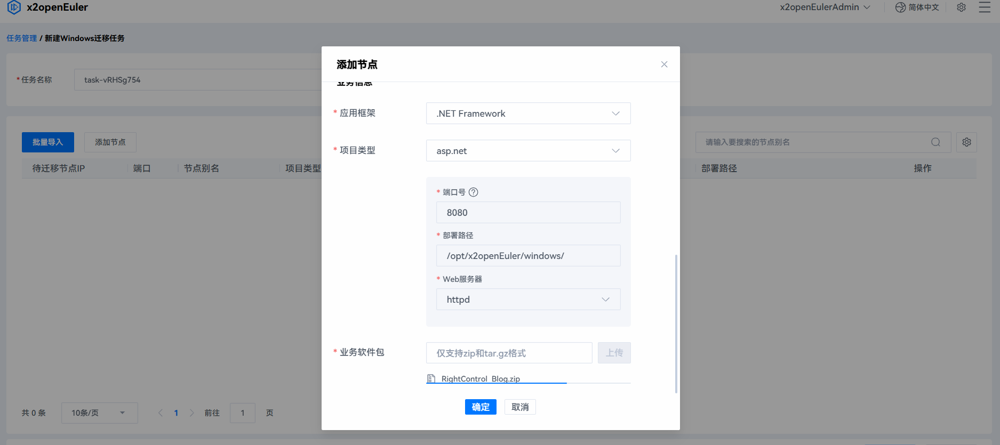 x2openEuler
x2openEulerAdmin
简体中文
任务管理 / 新建Windows迁移任务
*任务名称
task-vRHSg754
批量导入
添加节点
请输入要搜索的节点别名
待迁移节点IP
端口
节点别名
项目类型
部署路径
操作
共 0 条
10条/页
1
前往
1
页
添加节点
业务信息
* 应用框架
.NET Framework
* 项目类型
asp.net
* 端口号
8080
* 部署路径
/opt/x2openEuler/windows/
* Web服务器
httpd
* 业务软件包
仅支持zip和tar.gz格式
上传
RightControl_Blog.zip
确定
取消